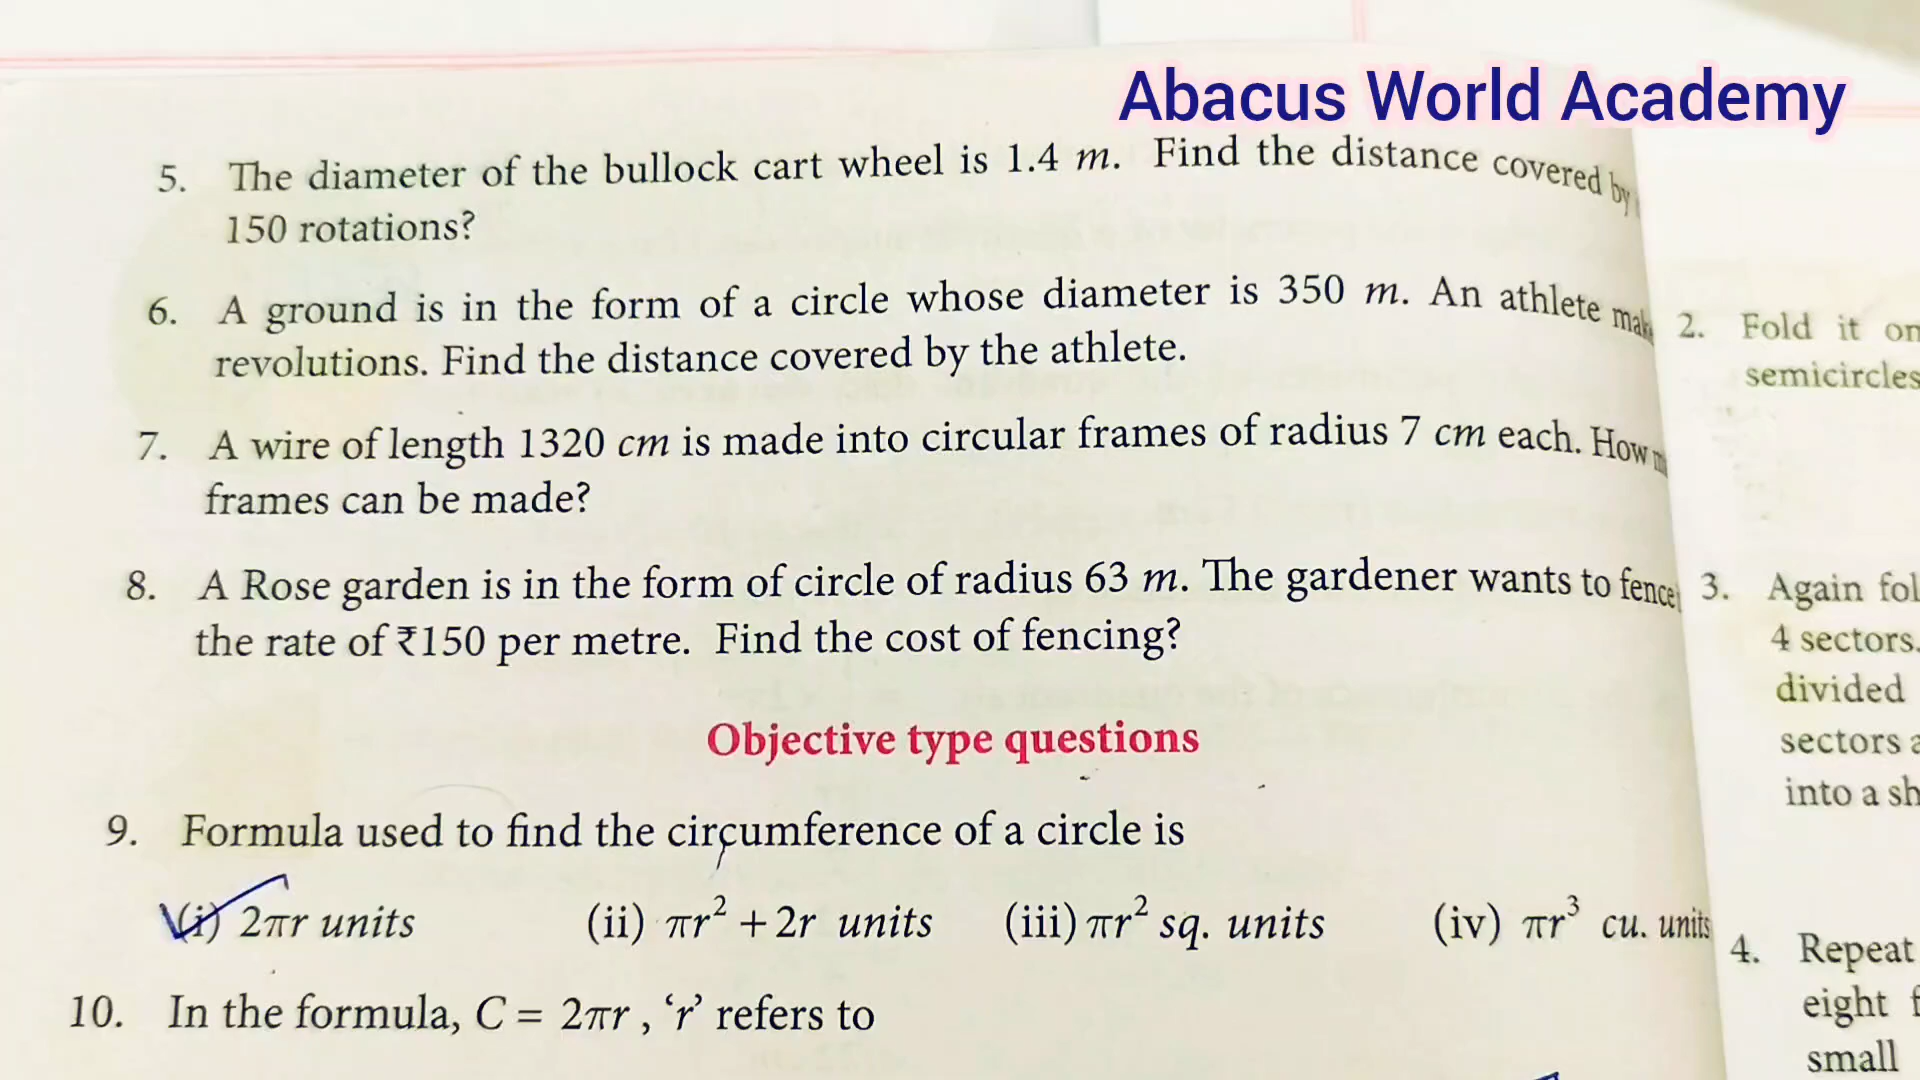 Abacus World Academy
5. The diameter of the bullock cart wheel is 1.4 m. Find the distance covered by
150 rotations?
6. A ground is in the form of a circle whose diameter is 350 m. An athlete
revolutions. Find the distance covered by the athlete.
7. A wire of length 1320 cm is made into circular frames of radius 7 cm each. How
frames can be made?
8. A Rose garden is in the form of circle of radius 63 m. The gardener wants to fence
the rate of ₹150 per metre. Find the cost of fencing?
Objective type questions
9. Formula used to find the circumference of a circle is
(i) 2πr units (ii) πr² + 2r units (iii) πr² sq. units (iv) πr³ cu. units
10. In the formula, C = 2πr , ‘r’ refers to
2. Fold it
semicircles
3. Again
4 sectors.
divided
sectors
into a
4. Repeat
eight
small